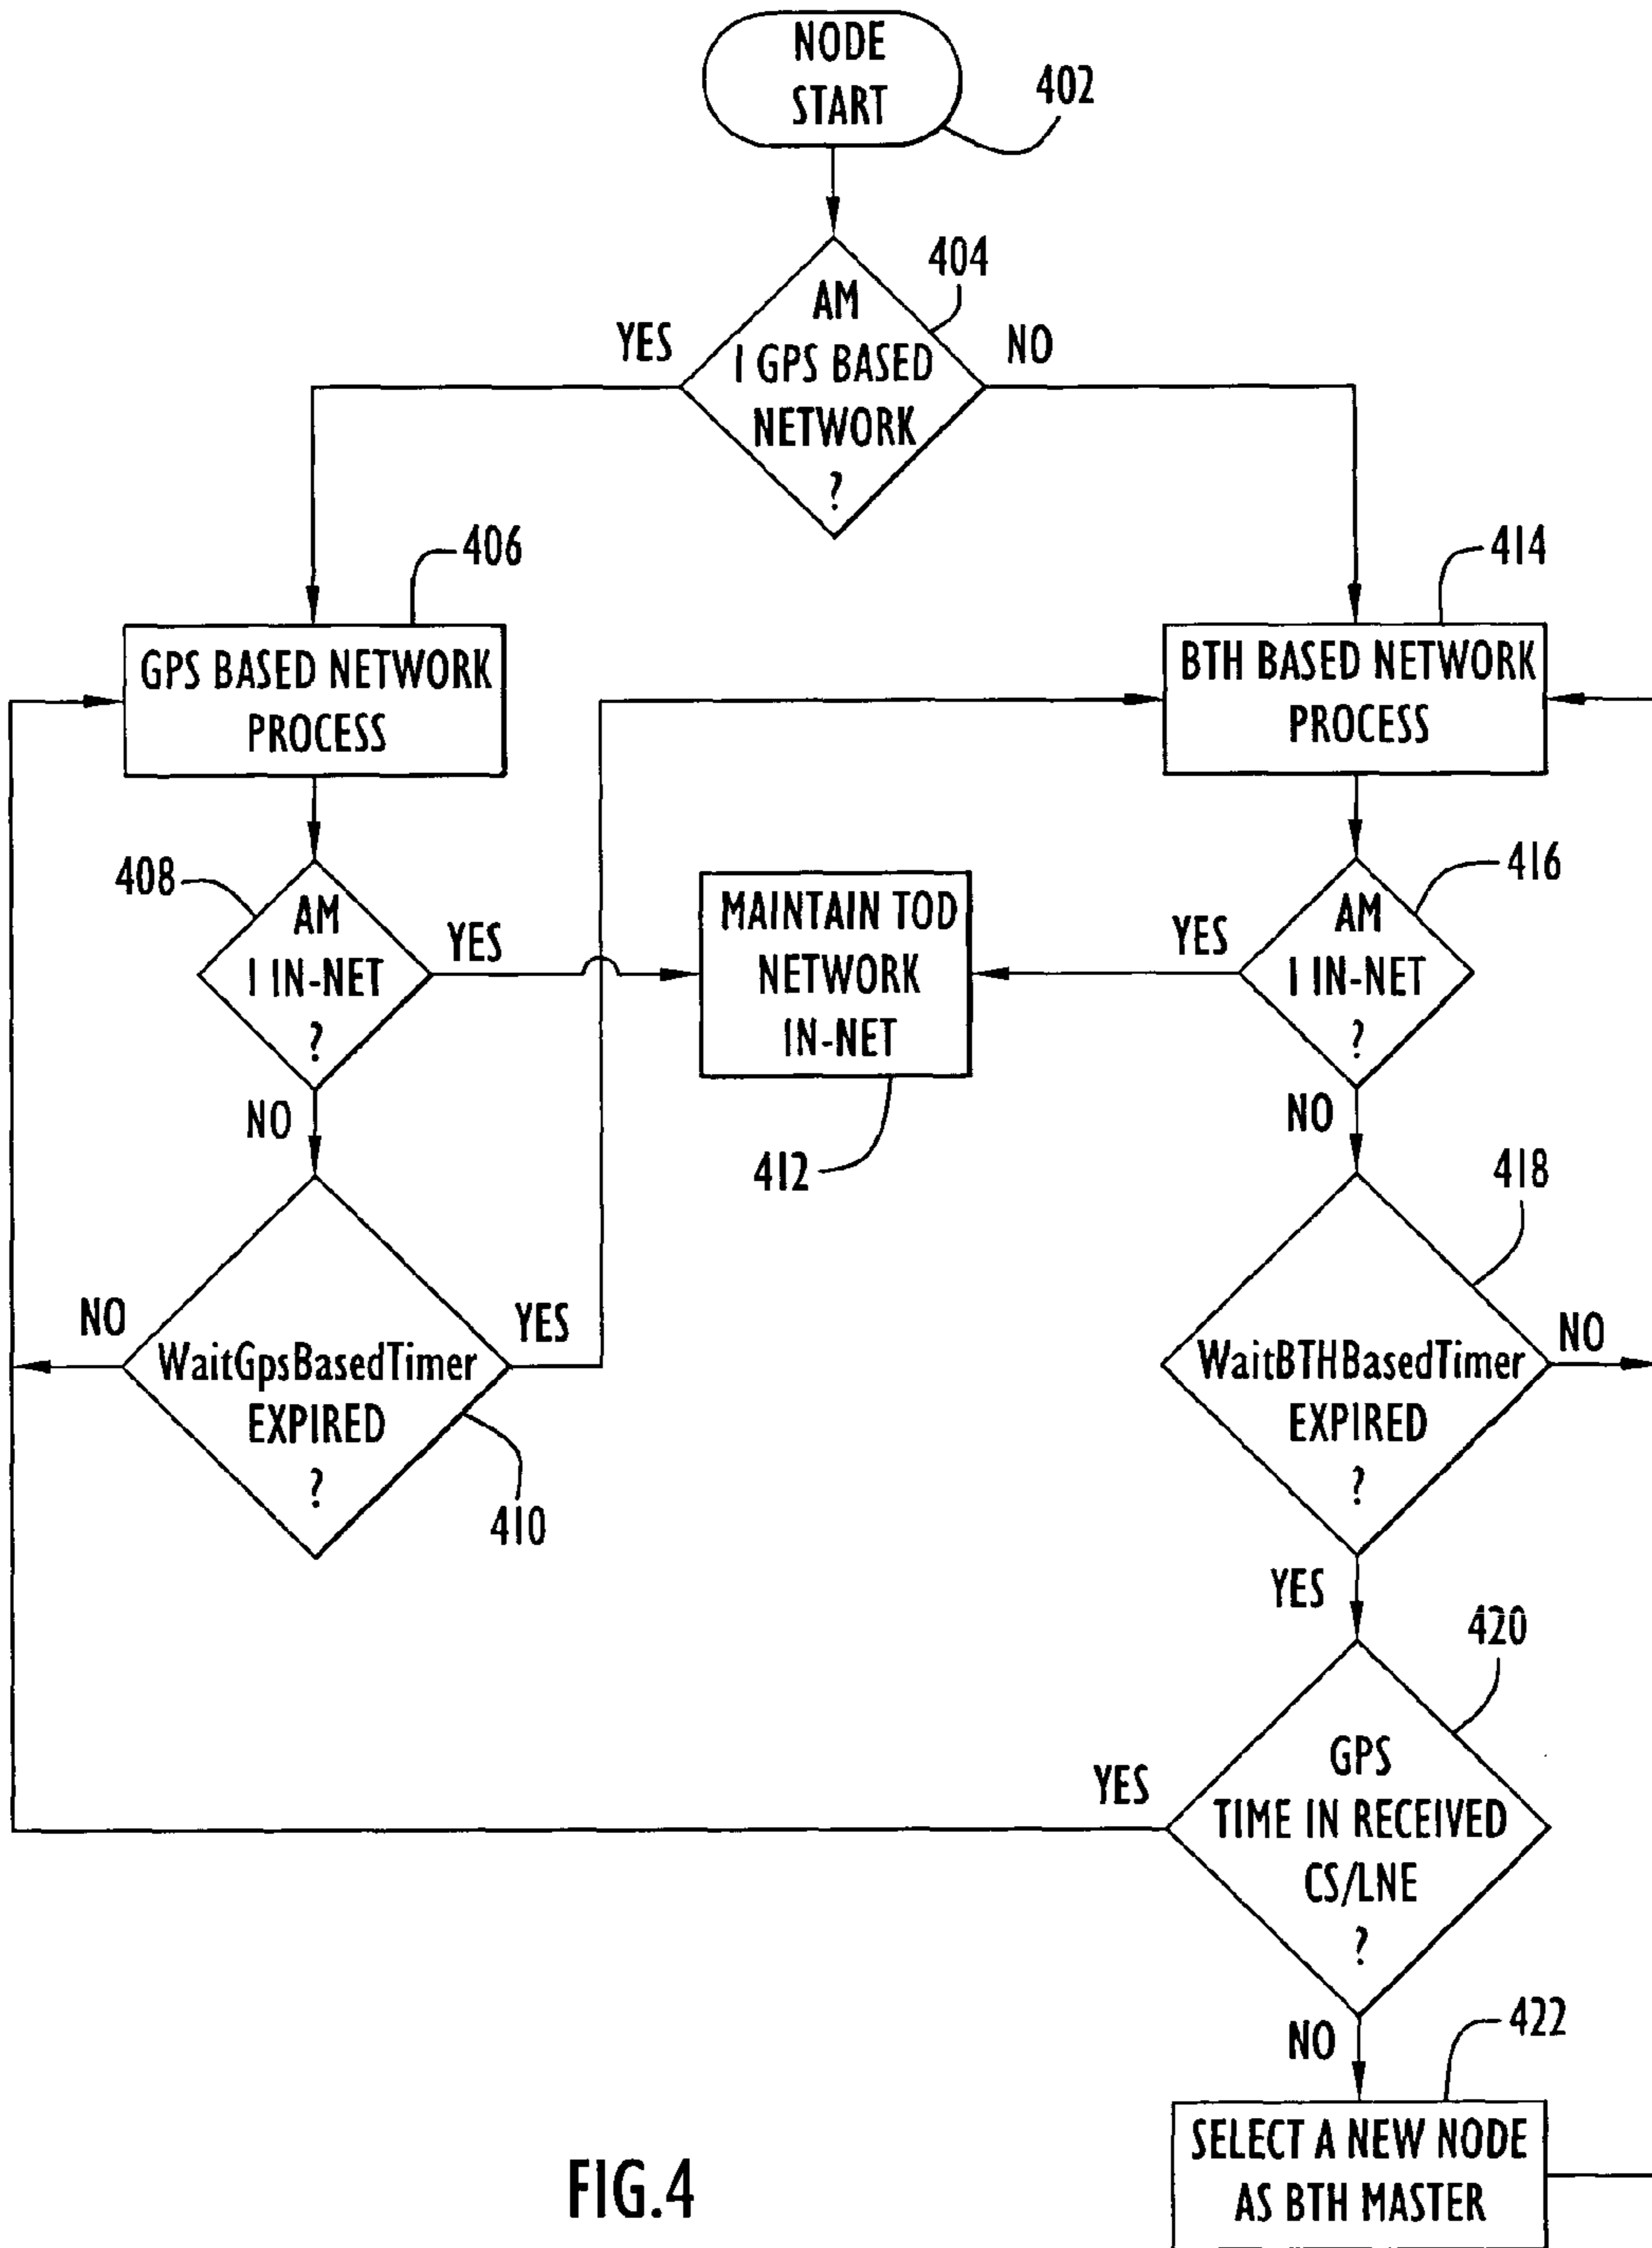 NODE
START
402
404
AM
I GPS BASED
NETWORK
?
YES
NO
406
414
GPS BASED NETWORK
PROCESS
BTH BASED NETWORK
PROCESS
408
AM
I IN-NET
?
YES
NO
MAINTAIN TOD
NETWORK
IN-NET
412
416
AM
I IN-NET
?
YES
NO
WaitGpsBasedTimer
EXPIRED
?
NO
YES
410
418
WaitBTHBasedTimer
EXPIRED
?
NO
YES
420
GPS
TIME IN RECEIVED
CS/LNE
?
YES
NO
422
SELECT A NEW NODE
AS BTH MASTER
FIG.4